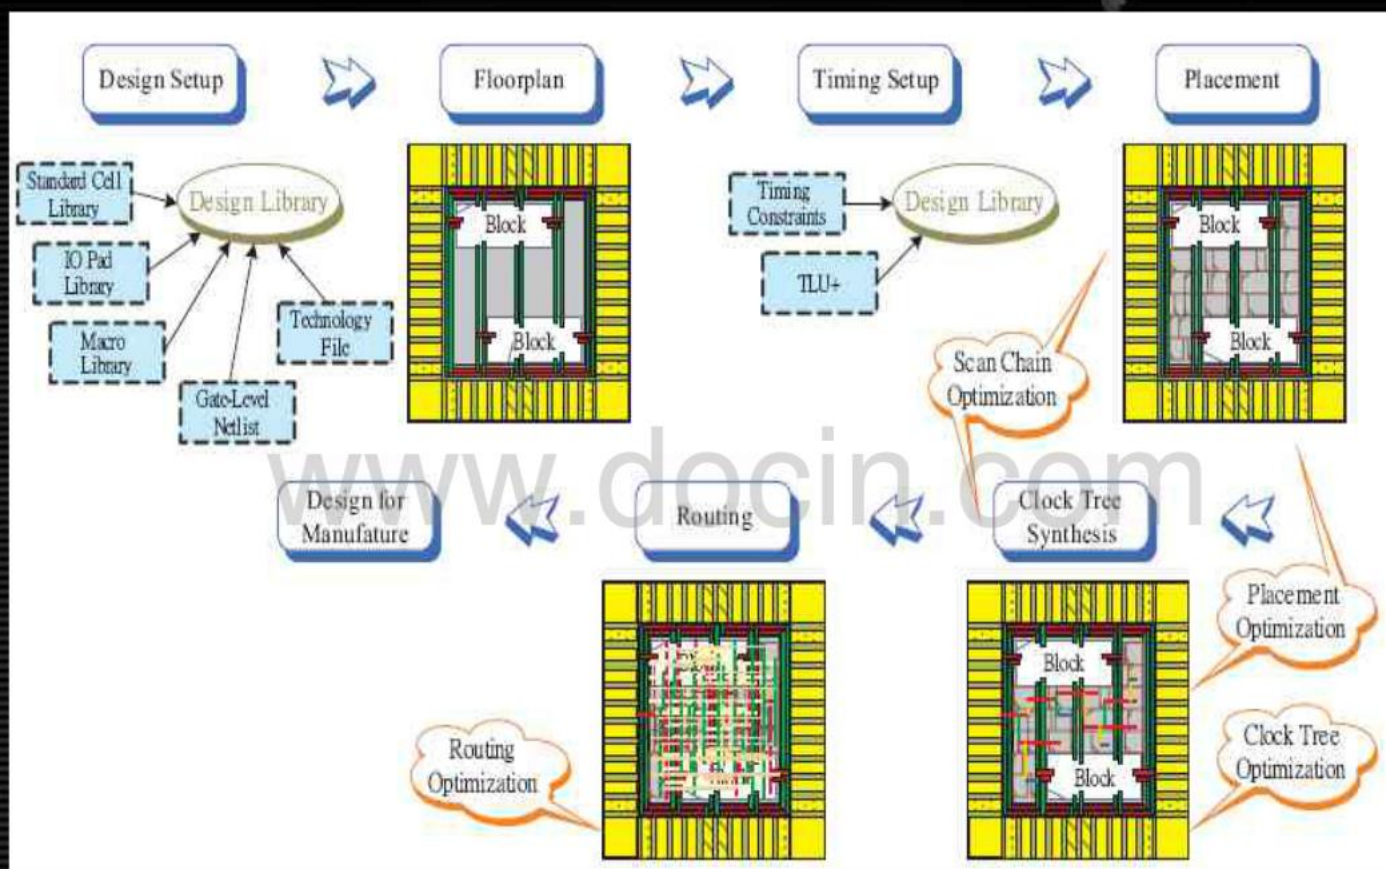 Design Setup
Floorplan
Timing Setup
Placement
Standard Cell
Library
Design Library
IO Pad
Library
Macro
Library
Gate-Level
Netlist
Technology
File
Block
Block
Timing
Constraints
Design Library
TLU+
Block
Block
Scan Chain
Optimization
www.docin.com
Design for
Manufature
Routing
Clock Tree
Synthesis
Placement
Optimization
Block
Block
Routing
Optimization
Clock Tree
Optimization